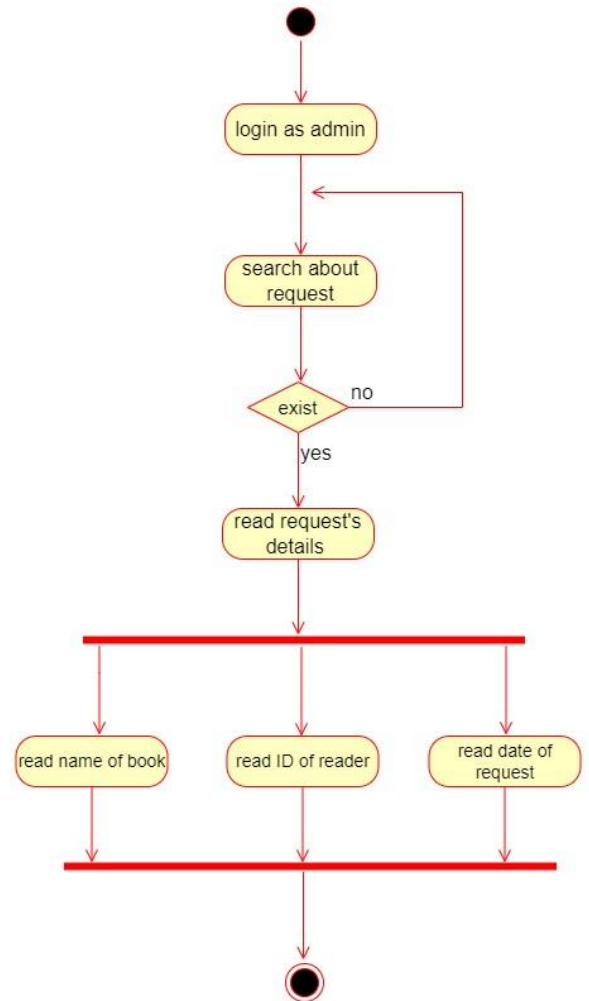 login as admin
search about
request
no
exist
yes
read request's
details
read name of book
read ID of reader
read date of
request